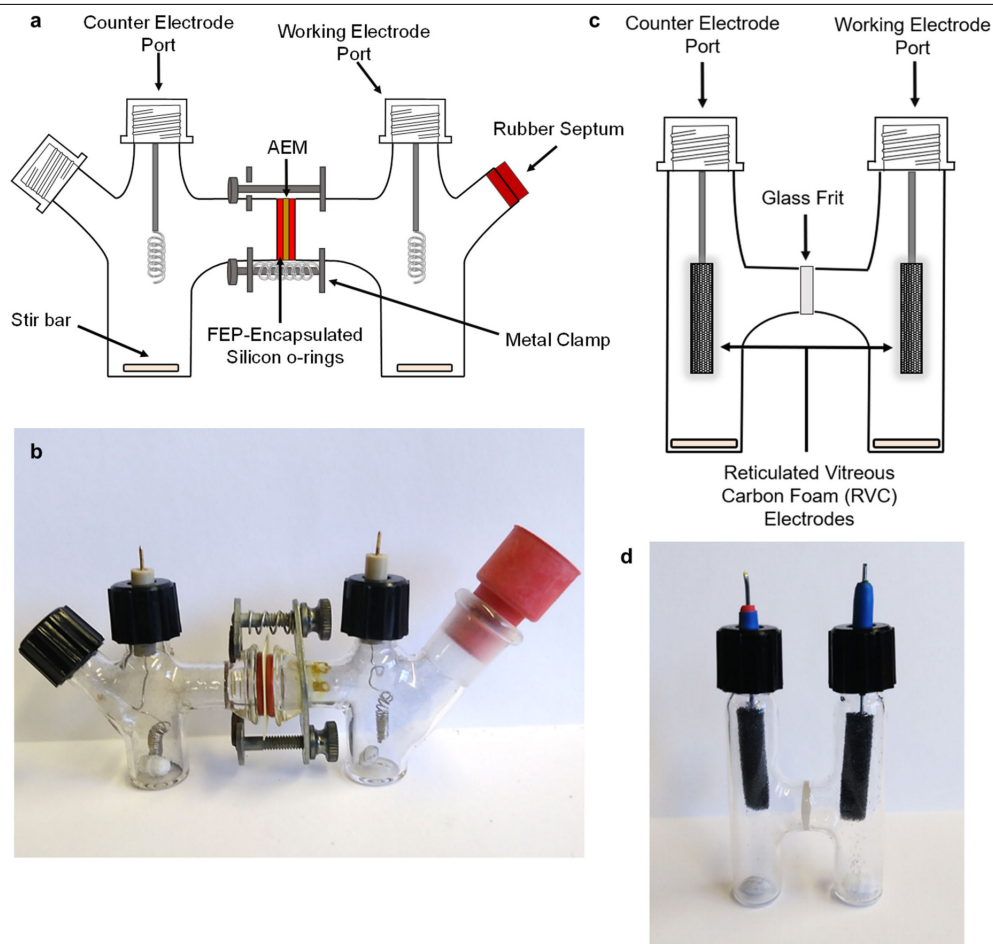 a
Counter Electrode
Port
Working Electrode
Port
AEM
Rubber Septum
Stir bar
FEP-Encapsulated
Silicon o-rings
Metal Clamp
b
c
Counter Electrode
Port
Working Electrode
Port
Glass Frit
Reticulated Vitreous
Carbon Foam (RVC)
Electrodes
d